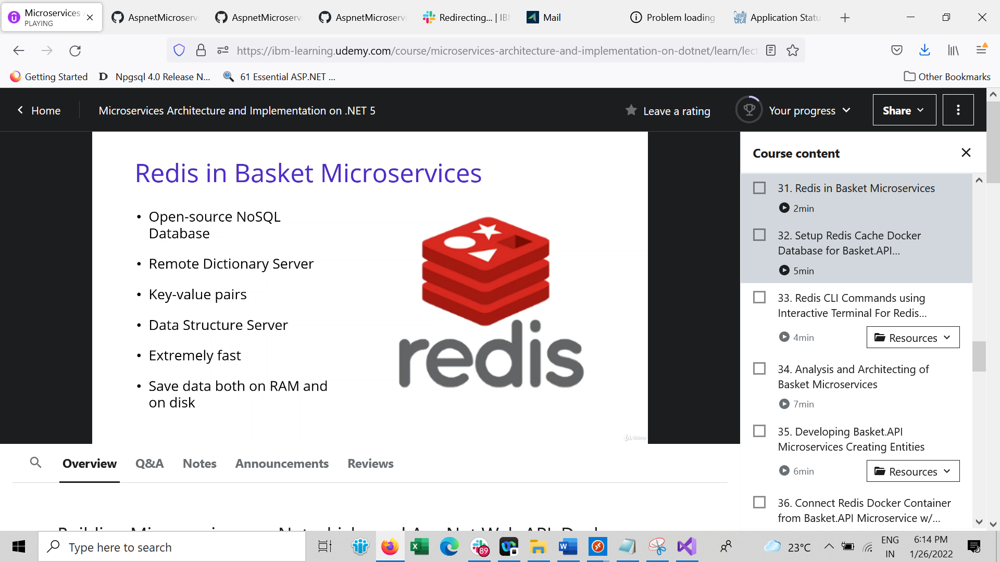 Microservices
PLAYING
AspnetMicroserv
AspnetMicroserv
AspnetMicroserv
Redirecting... | IBM
Mail
Problem loading
Application Statu
https://ibm-learning.udemy.com/course/microservices-architecture-and-implementation-on-dotnet/learn/lect
Getting Started
D
Npgsql 4.0 Release N...
61 Essential ASP.NET ...
Other Bookmarks
Home
Microservices Architecture and Implementation on .NET 5
Leave a rating
Your progress
Share
Redis in Basket Microservices
• Open-source NoSQL
Database
• Remote Dictionary Server
• Key-value pairs
• Data Structure Server
• Extremely fast
• Save data both on RAM and
on disk
redis
Udemy
Course content
31. Redis in Basket Microservices
2min
32. Setup Redis Cache Docker
Database for Basket.API...
5min
33. Redis CLI Commands using
Interactive Terminal For Redis...
4min
Resources
34. Analysis and Architecting of
Basket Microservices
7min
35. Developing Basket.API
Microservices Creating Entities
6min
Resources
36. Connect Redis Docker Container
from Basket.API Microservice w/...
Overview
Q&A
Notes
Announcements
Reviews
Type here to search
89
23°C
ENG
IN
6:14 PM
1/26/2022